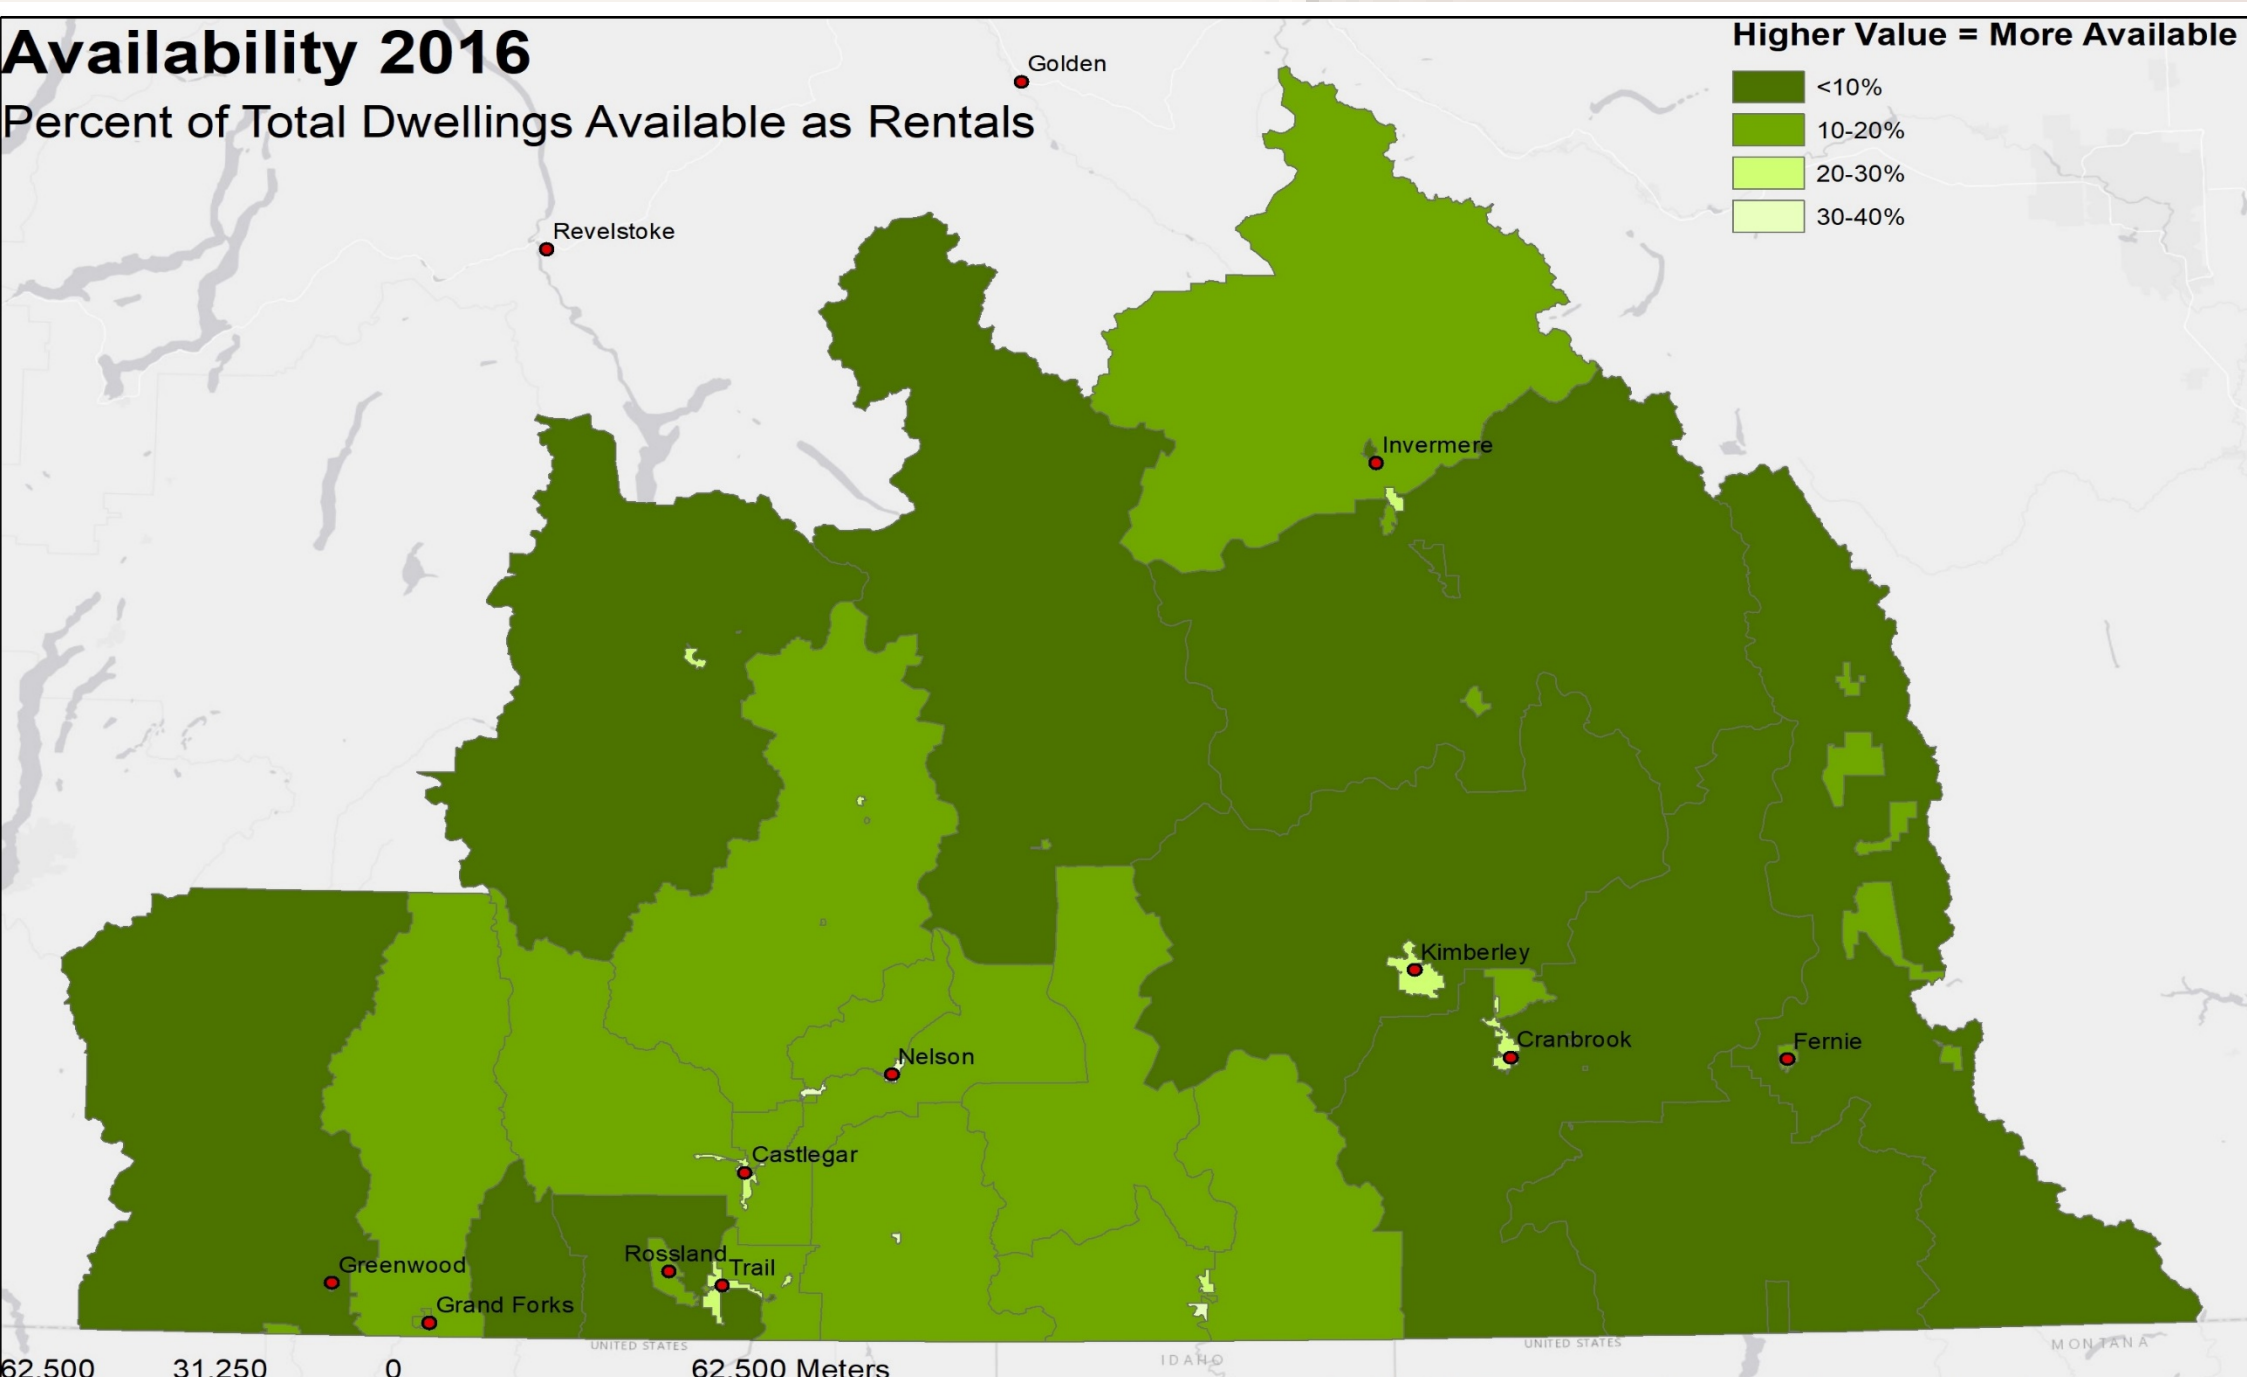 Availability 2016
Percent of Total Dwellings Available as Rentals
Higher Value = More Available
<10%
10-20%
20-30%
30-40%
Golden
Revelstoke
Invermere
Kimberley
Cranbrook
Fernie
Nelson
Castlegar
Rossland
Trail
Greenwood
Grand Forks
UNITED STATES
IDAHO
UNITED STATES
MONTANA
62,500 31,250 0 62,500 Meters